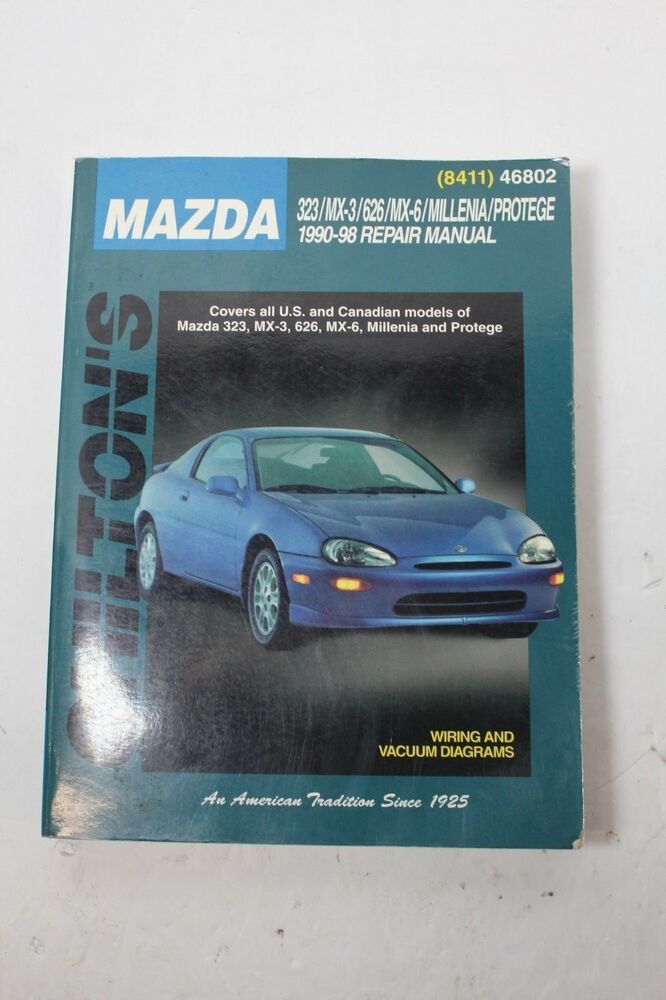 (8411) 46802
MAZDA
323/MX-3/626/MX-6/MILLENIA/PROTEGE
1990-98 REPAIR MANUAL
CHILTON'S™
Covers all U.S. and Canadian models of
Mazda 323, MX-3, 626, MX-6, Millenia and Protege
WIRING AND
VACUUM DIAGRAMS
An American Tradition Since 1925